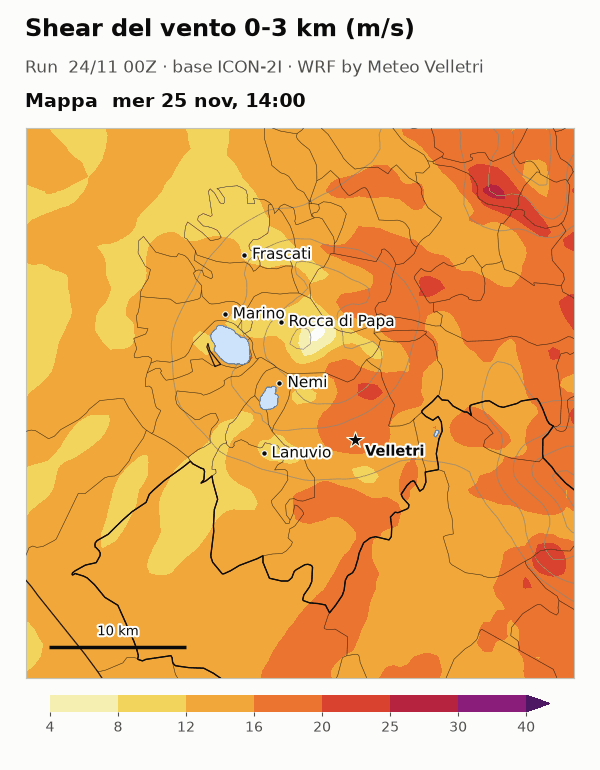 Shear del vento 0-3 km (m/s)
Run  24/11 00Z · base ICON-2I · WRF by Meteo Velletri
Mappa  mer 25 nov, 14:00
Frascati
Marino
Rocca di Papa
Nemi
Velletri
Lanuvio
10 km
4 8 12 16 20 25 30 40